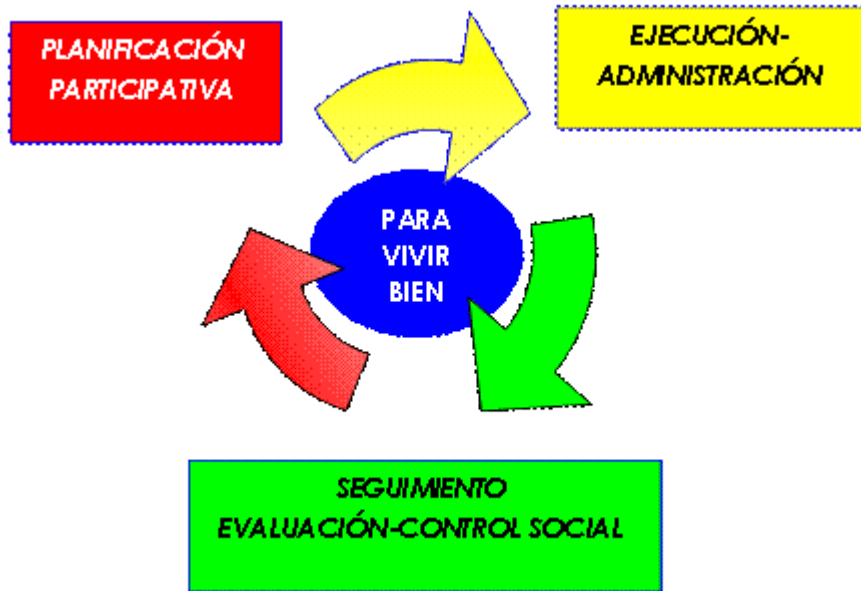 PLANIFICACIÓN
PARTICIPATIVA
EJECUCIÓN-
ADMINISTRACIÓN
PARA
VIVIR
BIEN
SEGUIMIENTO
EVALUACIÓN-CONTROL SOCIAL